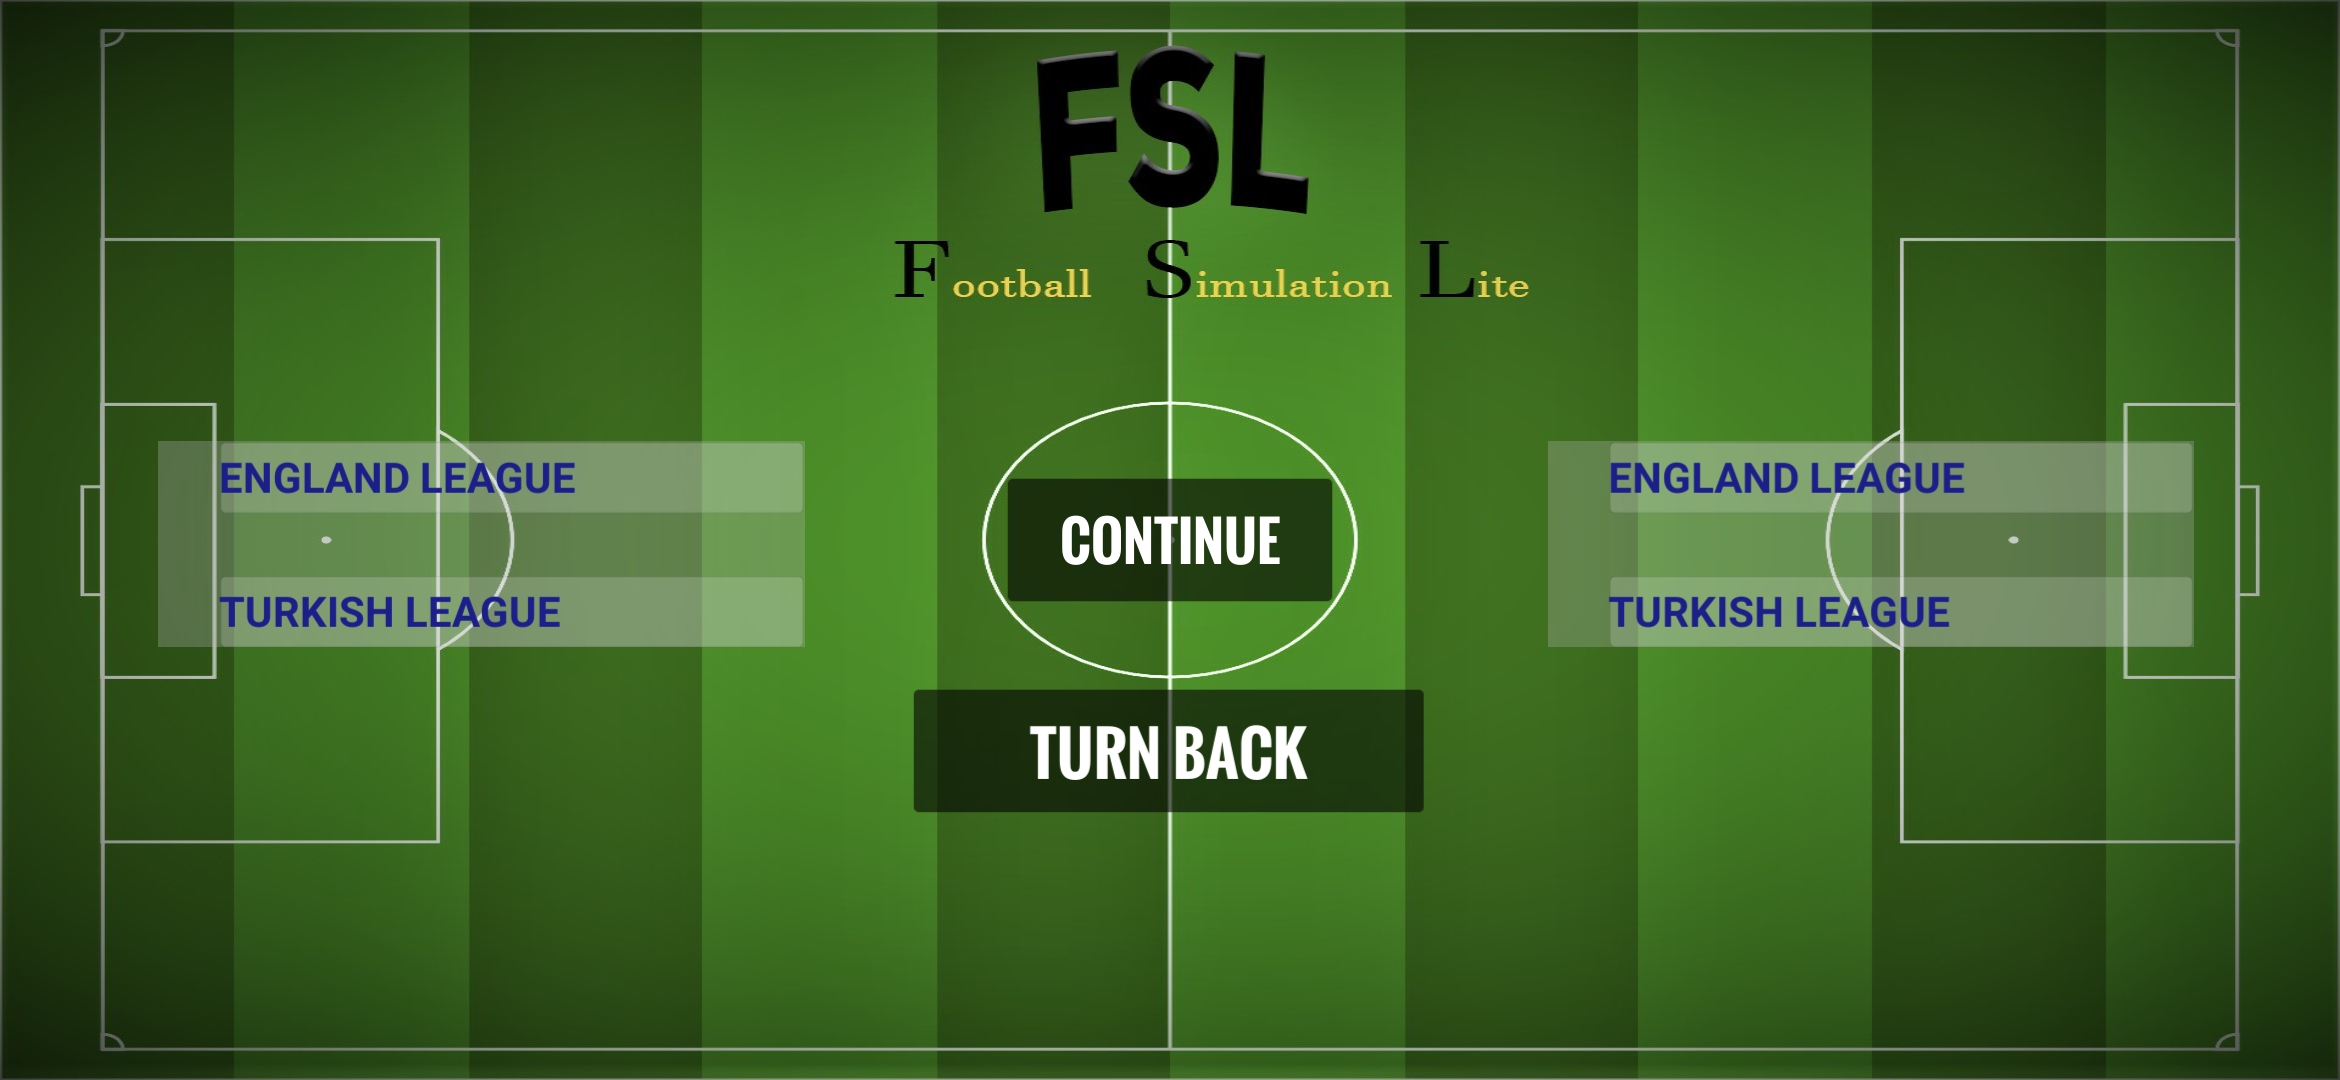 FSL
Football Simulation Lite
ENGLAND LEAGUE
TURKISH LEAGUE
CONTINUE
TURN BACK
ENGLAND LEAGUE
TURKISH LEAGUE